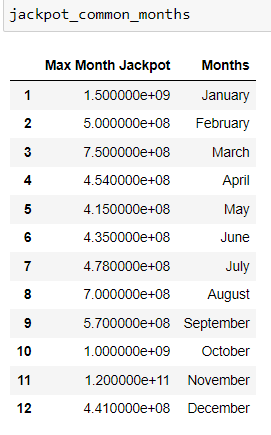 jackpot_common_months
Max Month Jackpot Months
1 1.500000e+09 January
2 5.000000e+08 February
3 7.500000e+08 March
4 4.540000e+08 April
5 4.150000e+08 May
6 4.350000e+08 June
7 4.780000e+08 July
8 7.000000e+08 August
9 5.700000e+08 September
10 1.000000e+09 October
11 1.200000e+11 November
12 4.410000e+08 December